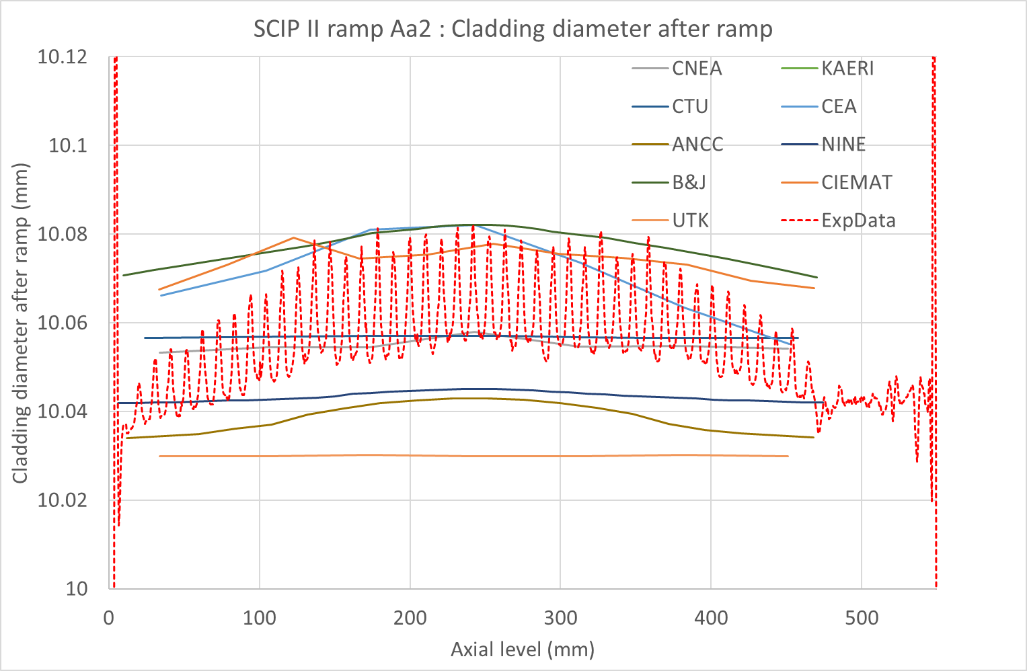 SCIP II ramp Aa2 : Cladding diameter after ramp
10.12
10.1
10.08
10.06
10.04
10.02
10
Cladding diameter after ramp (mm)
CNEA KAERI
CTU CEA
ANCC NINE
B&J CIEMAT
UTK ExpData
0 100 200 300 400 500
Axial level (mm)